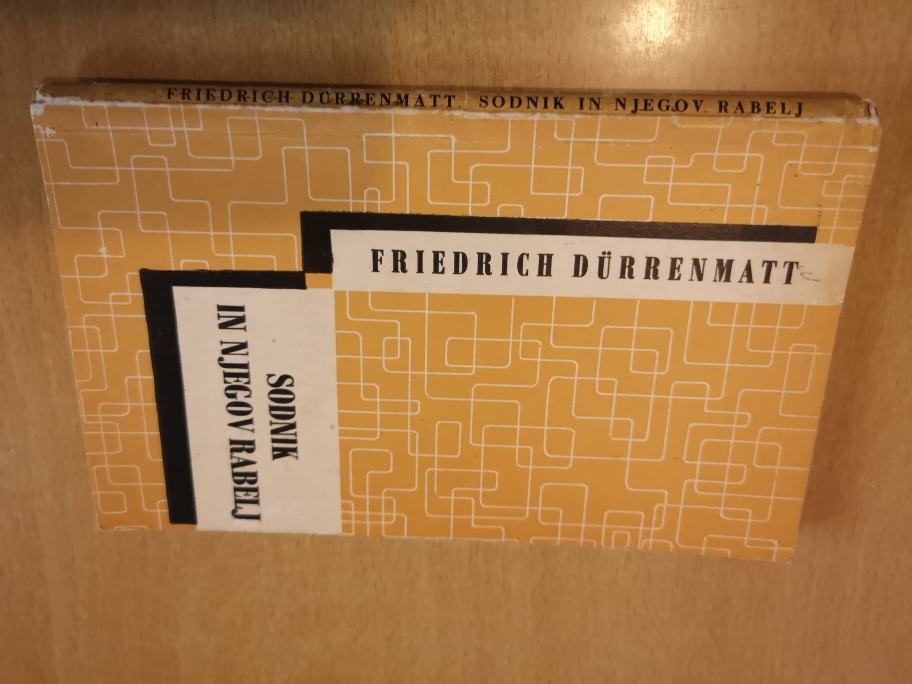 FRIEDRICH DÜRRENMATT SODNIK IN NJEGOV RABELJ
FRIEDRICH DÜRRENMATT
SODNIK
IN NJEGOV RABELJ